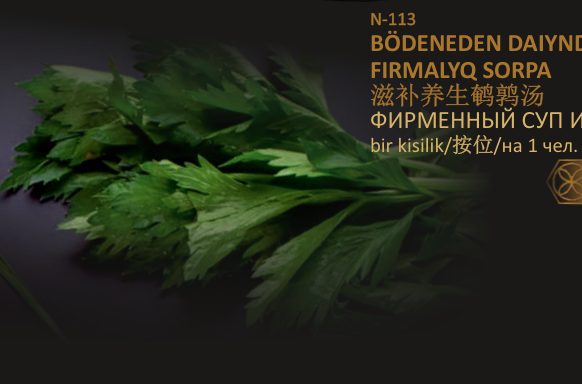 N-113
BÖDENEDEN DAIYND
FIRMALYQ SORPA
滋补养生鹌鹑汤
ФИРМЕННЫЙ СУП И
bir kisilik/按位/на 1 чел.